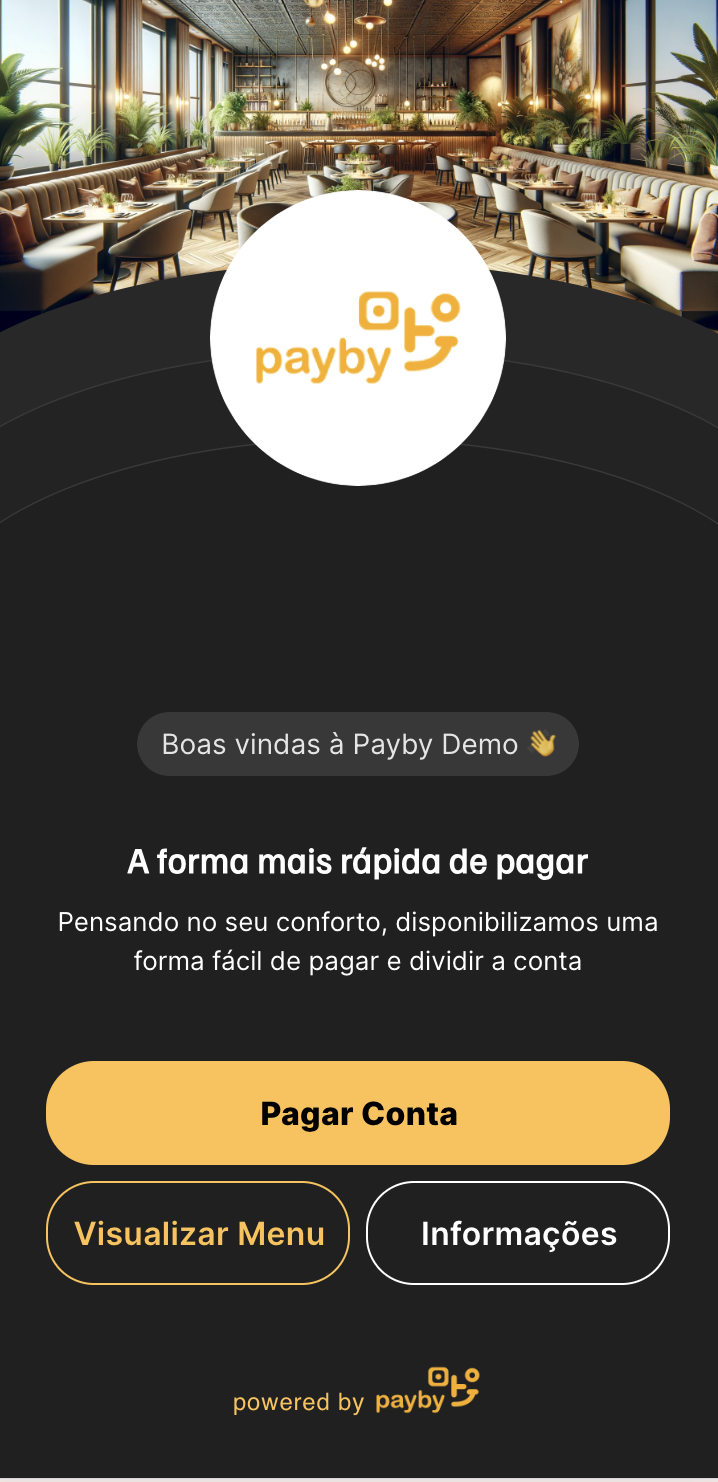 payby
Boas vindas à Payby Demo 👋
A forma mais rápida de pagar
Pensando no seu conforto, disponibilizamos uma
forma fácil de pagar e dividir a conta
Pagar Conta
Visualizar Menu
Informações
powered by payby